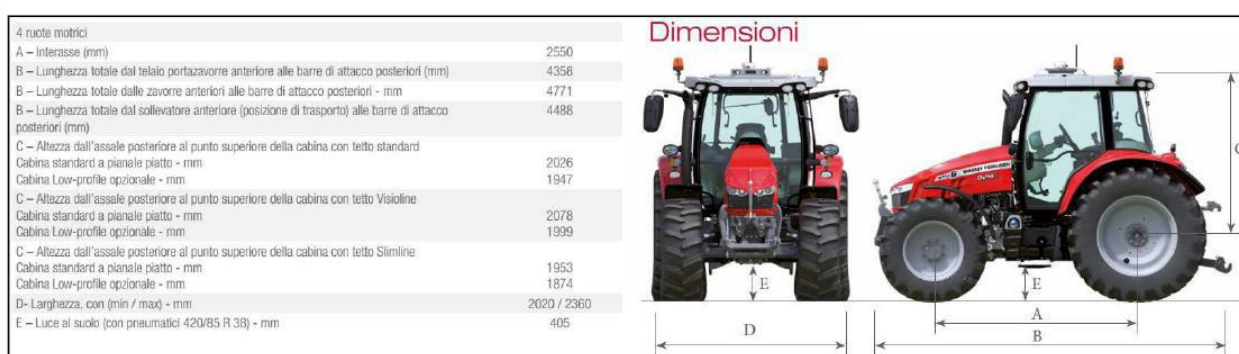 4 ruote motrici
A – Interasse (mm) 2550
B – Lunghezza totale dal telaio portazavorre anteriore alle barre di attacco posteriori (mm) 4358
B – Lunghezza totale dalle zavorre anteriori alle barre di attacco posteriori - mm 4771
B – Lunghezza totale dal sollevatore anteriore (posizione di trasporto) alle barre di attacco 4488
posteriori (mm)
C – Altezza dall'assale posteriore al punto superiore della cabina con tetto standard
Cabina standard a pianale piatto - mm 2026
Cabina Low-profile opzionale - mm 1947
C – Altezza dall'assale posteriore al punto superiore della cabina con tetto Visioline
Cabina standard a pianale piatto - mm 2078
Cabina Low-profile opzionale - mm 1999
C – Altezza dall'assale posteriore al punto superiore della cabina con tetto Slimline
Cabina standard a pianale piatto - mm 1953
Cabina Low-profile opzionale - mm 1874
D- Larghezza, con (min / max) - mm 2020 / 2360
E – Luce al suolo (con pneumatici 420/85 R 38) - mm 405
Dimensioni
MASSEY FERGUSON
E
E
A
D
B